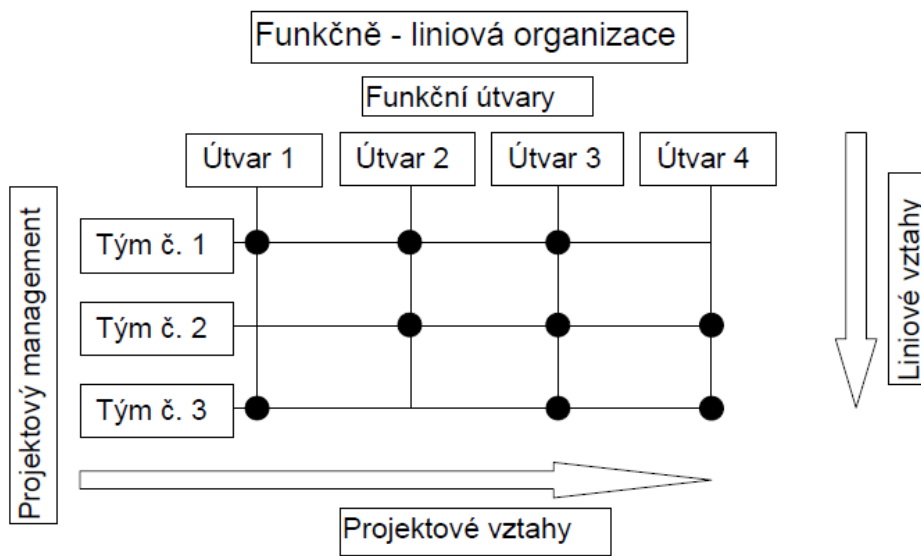 Funkčně - liniová organizace
Funkční útvary
Útvar 1
Útvar 2
Útvar 3
Útvar 4
Projektový management
Tým č. 1
Tým č. 2
Tým č. 3
Liniové vztahy
Projektové vztahy